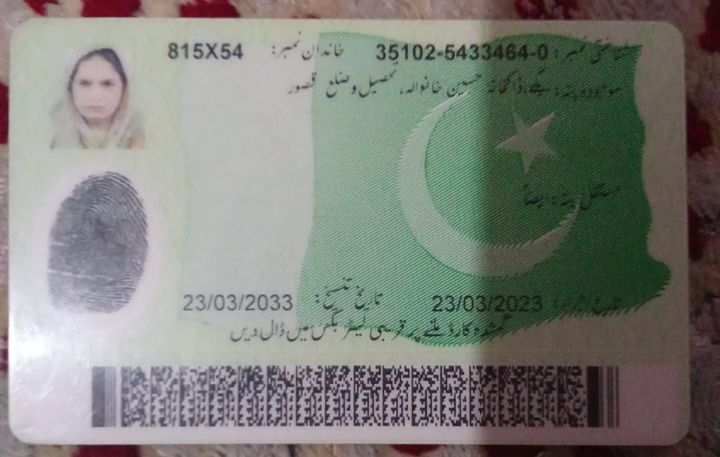 شناختی نمبر: 35102-5433464-0 خاندان نمبر: 815X54
موجودہ پتہ: ڈاکخانہ حسین خانوالہ، تحصیل و ضلع قصور
مستقل پتہ: ایضاً
تاریخ اجراء: 23/03/2023 تاریخ تنسیخ: 23/03/2033
گمشدہ کارڈ ملنے پر قریبی لیٹر بکس میں ڈال دیں